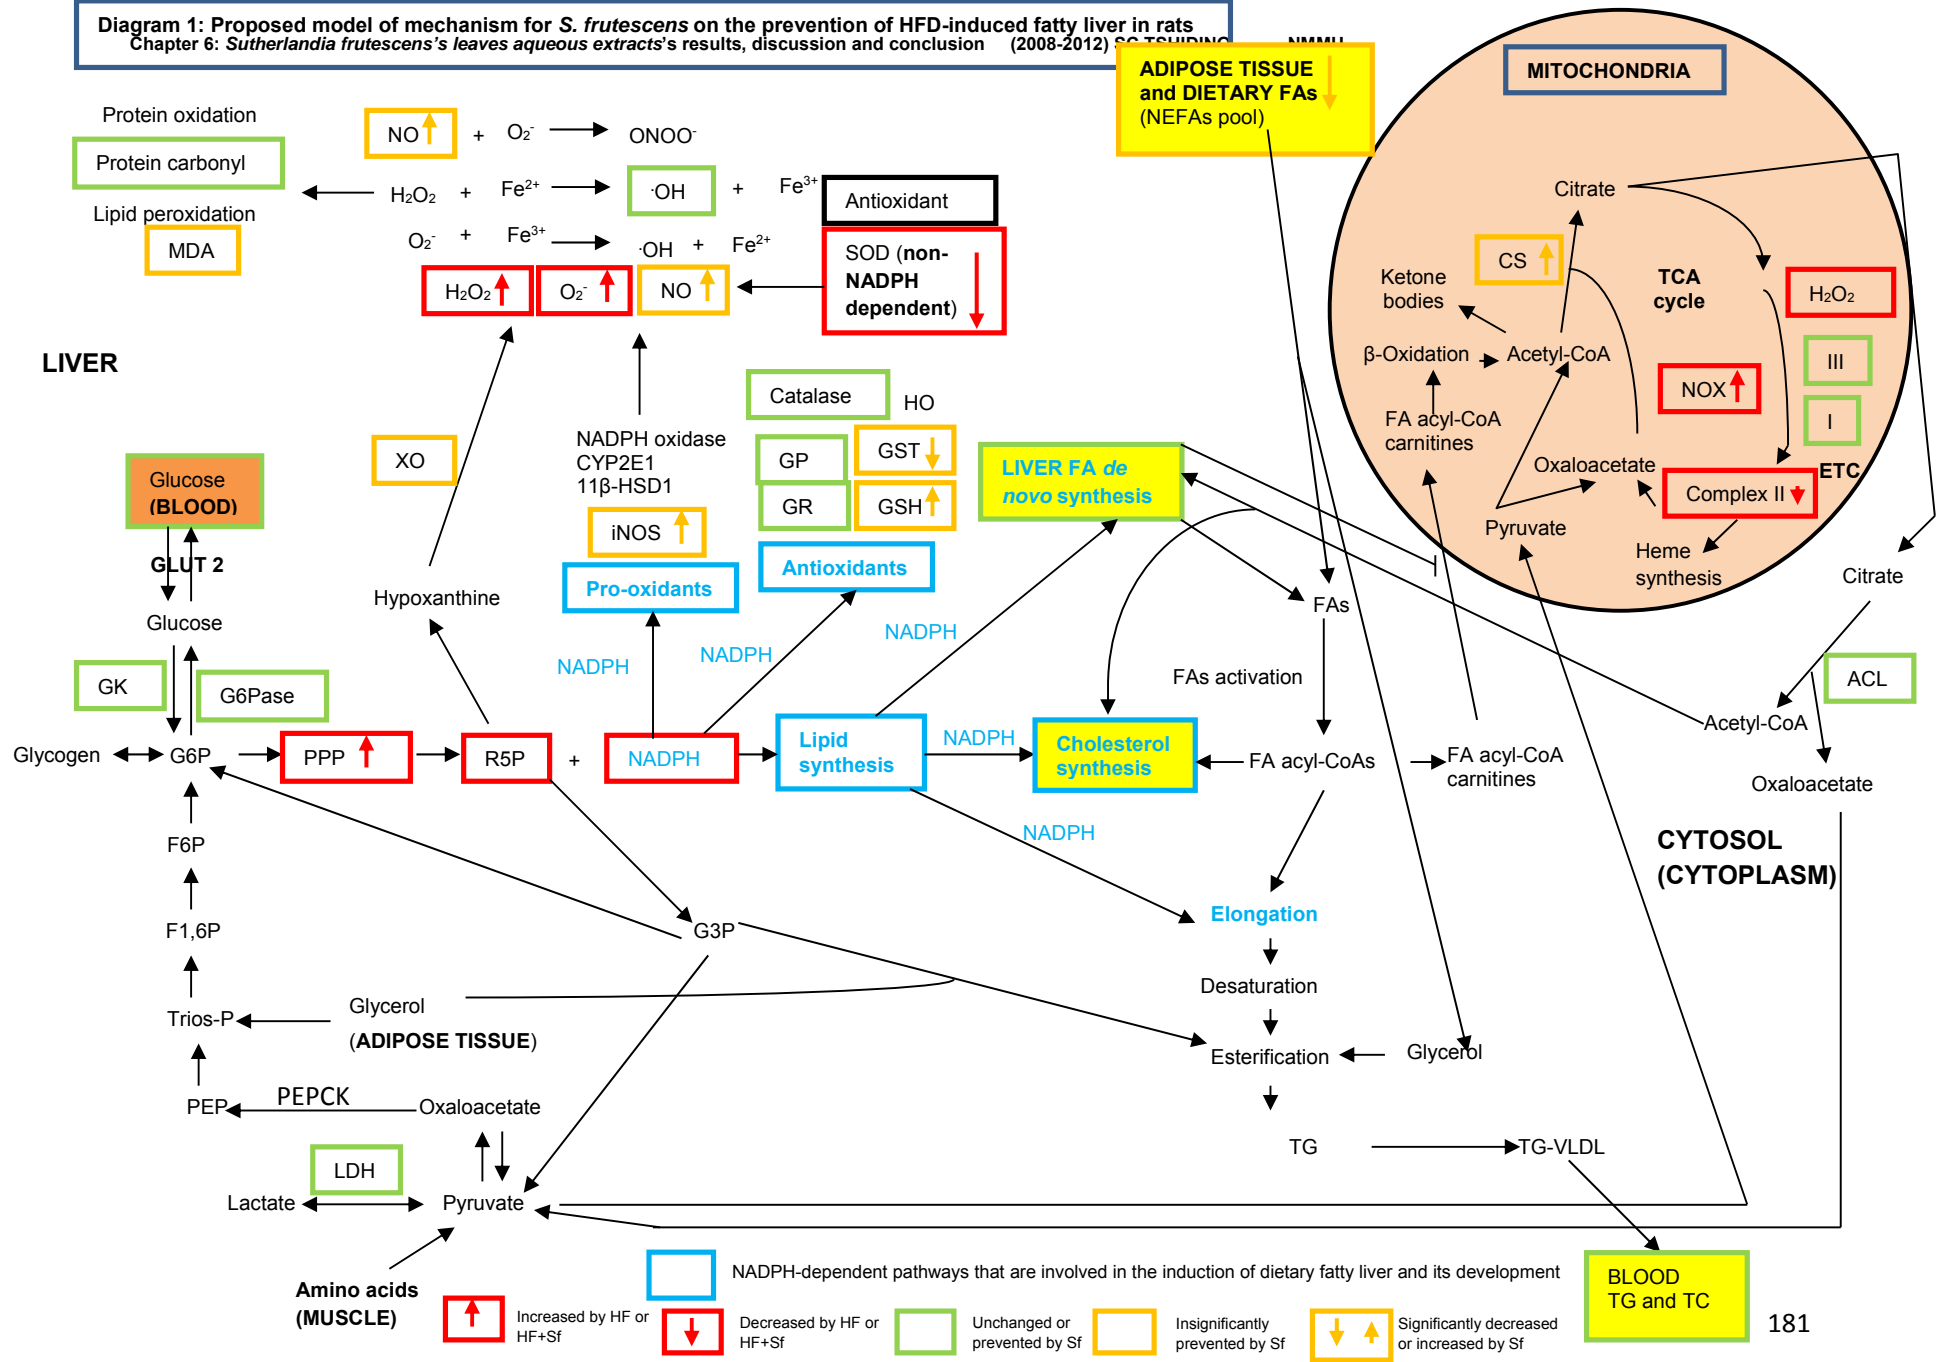 Diagram 1: Proposed model of mechanism for S. frutescens on the prevention of HFD-induced fatty liver in rats
Chapter 6: Sutherlandia frutescens's leaves aqueous extracts's results, discussion and conclusion (2008-2012) SC TSHIDINO NMMU
ADIPOSE TISSUE
and DIETARY FAs
(NEFAs pool)
MITOCHONDRIA
Protein oxidation
Protein carbonyl
Lipid peroxidation
MDA
NO + O2- ONOO-
H2O2 + Fe2+ ·OH + Fe3+
O2- + Fe3+ ·OH + Fe2+
H2O2
O2-
NO
Antioxidant
SOD (non-
NADPH
dependent)
Citrate
CS
Ketone
bodies
TCA
cycle
H2O2
β-Oxidation
Acetyl-CoA
NOX
III
I
FA acyl-CoA
carnitines
Oxaloacetate
ETC
Complex II
Pyruvate
Heme
synthesis
Citrate
LIVER
Catalase
HO
NADPH oxidase
CYP2E1
11β-HSD1
GP
GST
GR
GSH
iNOS
XO
LIVER FA de
novo synthesis
Glucose
(BLOOD)
GLUT 2
Pro-oxidants
Antioxidants
Hypoxanthine
Glucose
FAs
NADPH
NADPH
NADPH
GK
G6Pase
FAs activation
ACL
Acetyl-CoA
Glycogen
G6P
PPP
R5P
+
NADPH
Lipid
synthesis
NADPH
Cholesterol
synthesis
FA acyl-CoAs
FA acyl-CoA
carnitines
Oxaloacetate
NADPH
F6P
CYTOSOL
(CYTOPLASM)
F1,6P
G3P
Elongation
Desaturation
Trios-P
Glycerol
(ADIPOSE TISSUE)
Esterification
Glycerol
PEP
PEPCK
Oxaloacetate
TG
TG-VLDL
LDH
Lactate
Pyruvate
Amino acids
(MUSCLE)
NADPH-dependent pathways that are involved in the induction of dietary fatty liver and its development
BLOOD
TG and TC
Increased by HF or
HF+Sf
Decreased by HF or
HF+Sf
Unchanged or
prevented by Sf
Insignificantly
prevented by Sf
Significantly decreased
or increased by Sf
181